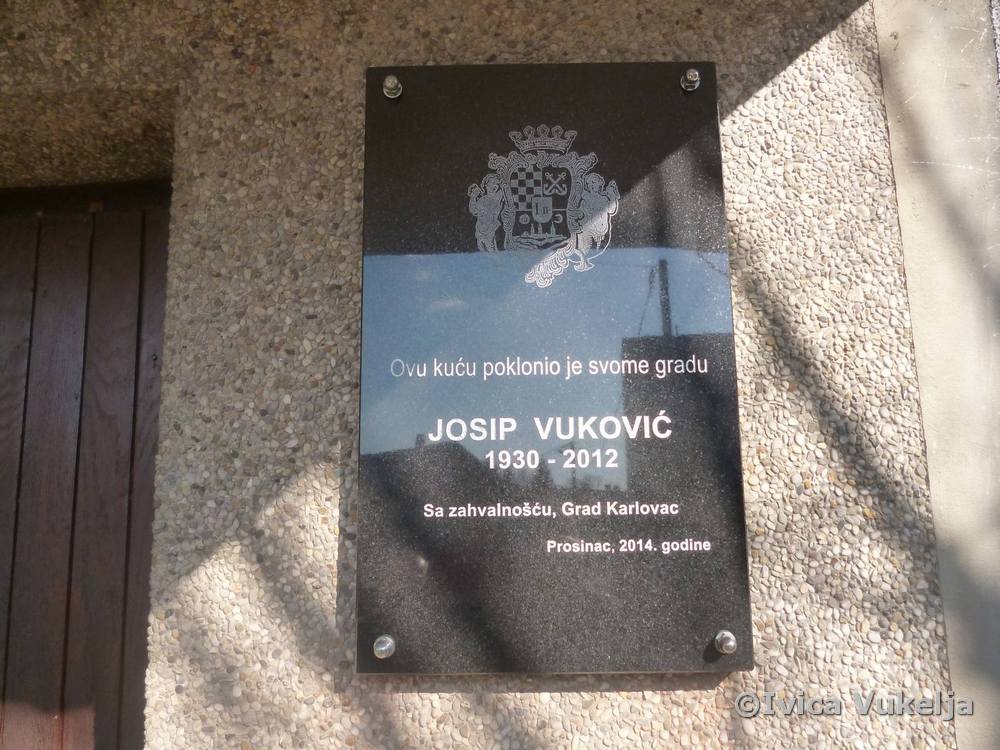 Ovu kuću poklonio je svome gradu
JOSIP VUKOVIĆ
1930 - 2012
Sa zahvalnošću, Grad Karlovac
Prosinac, 2014. godine
©Ivica Vukelja